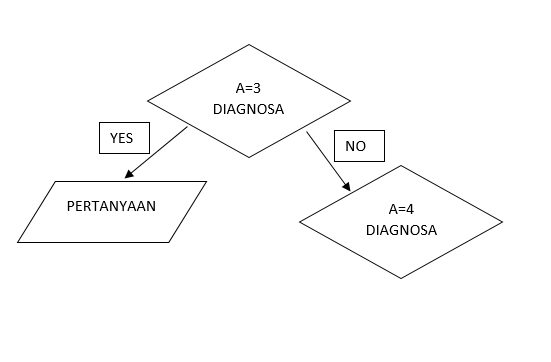 A=3
DIAGNOSA
YES
NO
PERTANYAAN
A=4
DIAGNOSA